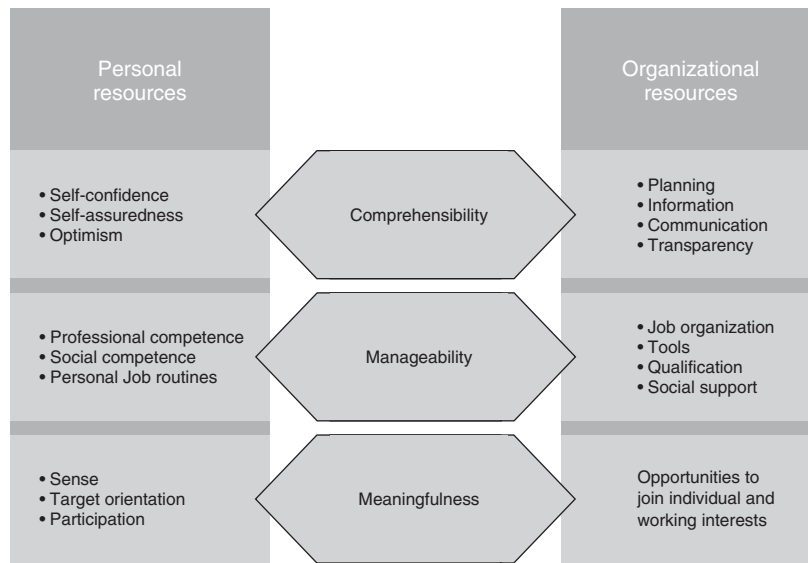 Personal
resources
Organizational
resources
• Self-confidence
• Self-assuredness
• Optimism
Comprehensibility
• Planning
• Information
• Communication
• Transparency
• Professional competence
• Social competence
• Personal Job routines
Manageability
• Job organization
• Tools
• Qualification
• Social support
• Sense
• Target orientation
• Participation
Meaningfulness
Opportunities to
join individual and
working interests